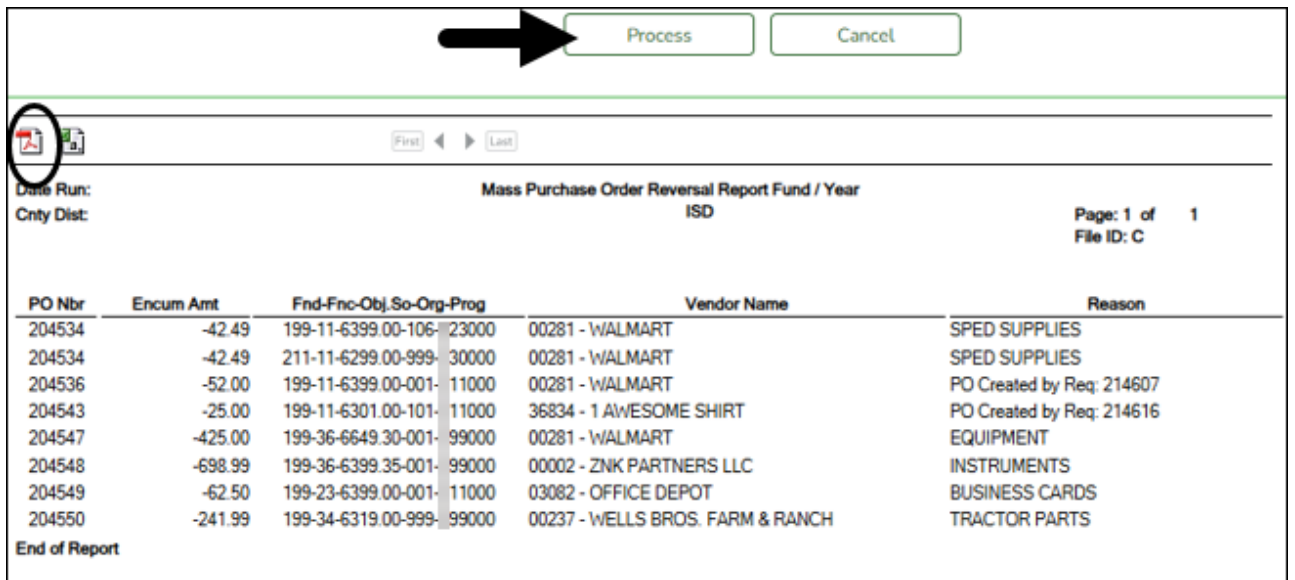 Process Cancel
First Last
Date Run: Mass Purchase Order Reversal Report Fund / Year
Cnty Dist: ISD Page: 1 of 1
File ID: C
PO Nbr Encum Amt Fnd-Fnc-Obj.So-Org-Prog Vendor Name Reason
204534 -42.49 199-11-6399.00-106- 23000 00281 - WALMART SPED SUPPLIES
204534 -42.49 211-11-6299.00-999- 30000 00281 - WALMART SPED SUPPLIES
204536 -52.00 199-11-6399.00-001- 11000 00281 - WALMART PO Created by Req: 214607
204543 -25.00 199-11-6301.00-101- 11000 36834 - 1 AWESOME SHIRT PO Created by Req: 214616
204547 -425.00 199-36-6649.30-001- 99000 00281 - WALMART EQUIPMENT
204548 -698.99 199-36-6399.35-001- 99000 00002 - ZNK PARTNERS LLC INSTRUMENTS
204549 -62.50 199-23-6399.00-001- 11000 03082 - OFFICE DEPOT BUSINESS CARDS
204550 -241.99 199-34-6319.00-999- 99000 00237 - WELLS BROS. FARM & RANCH TRACTOR PARTS
End of Report